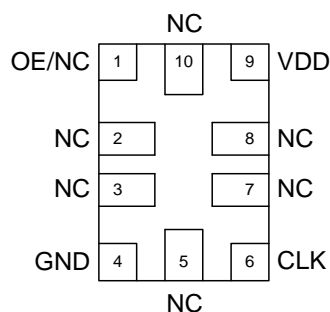 NC
OE/NC 1 10 9 VDD
NC 2 8 NC
NC 3 7 NC
GND 4 5 6 CLK
NC